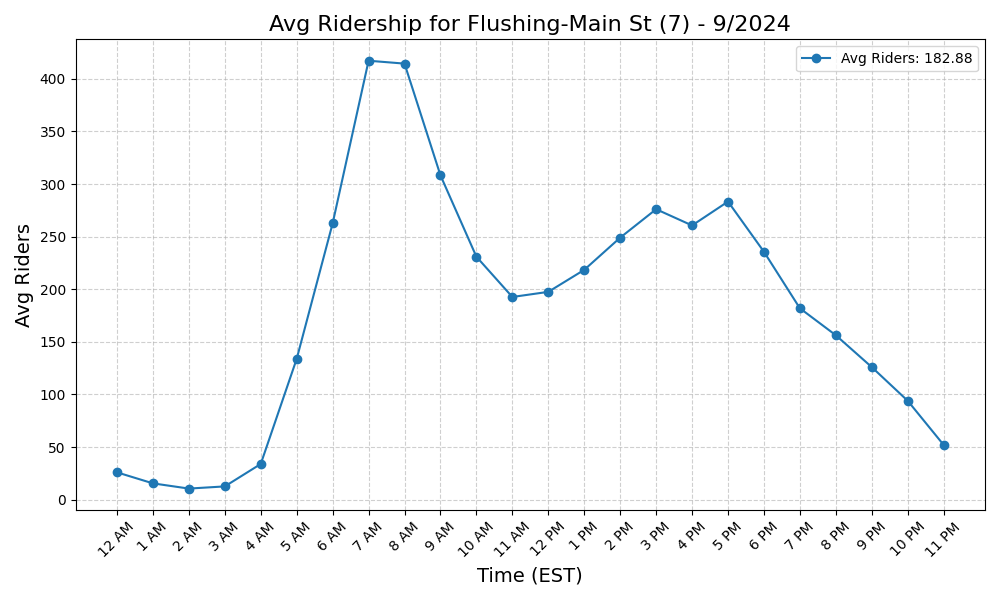 Avg Ridership for Flushing-Main St (7) - 9/2024
Avg Riders: 182.88
Avg Riders
400
350
300
250
200
150
100
50
0
12 AM
1 AM
2 AM
3 AM
4 AM
5 AM
6 AM
7 AM
8 AM
9 AM
10 AM
11 AM
12 PM
1 PM
2 PM
3 PM
4 PM
5 PM
6 PM
7 PM
8 PM
9 PM
10 PM
11 PM
Time (EST)